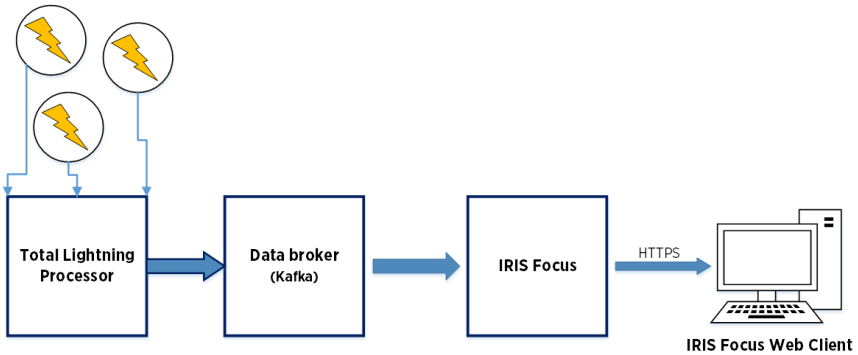 Total Lightning
Processor
Data broker
(Kafka)
IRIS Focus
HTTPS
IRIS Focus Web Client